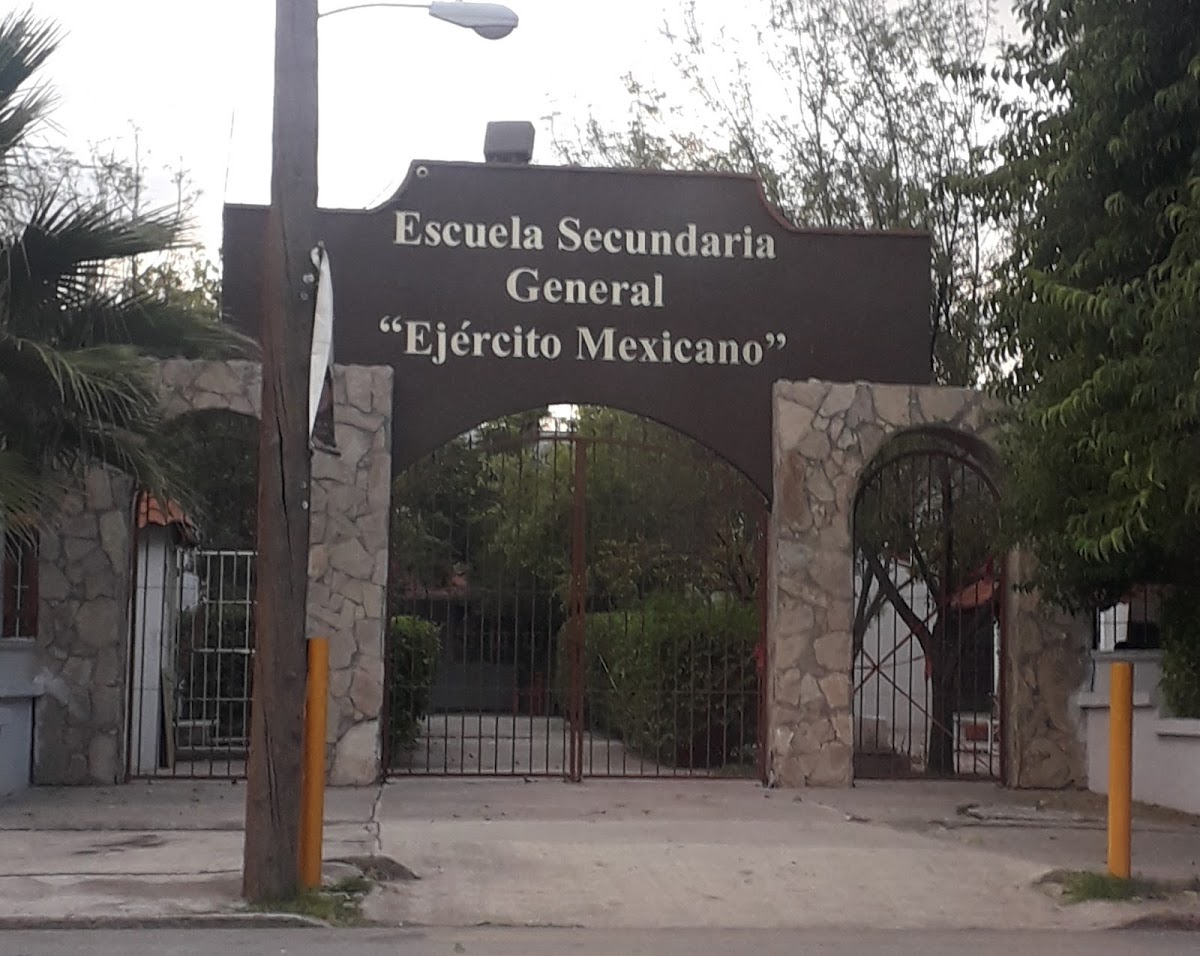 Escuela Secundaria
General
“Ejército Mexicano”